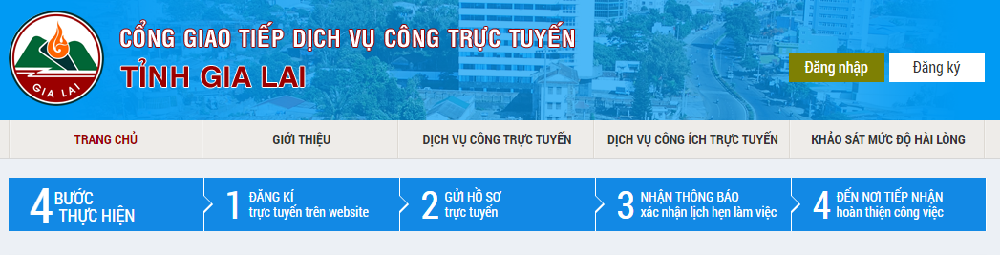 GIA LAI
CỔNG GIAO TIẾP DỊCH VỤ CÔNG TRỰC TUYẾN
TỈNH GIA LAI
Đăng nhập
Đăng ký
TRANG CHỦ
GIỚI THIỆU
DỊCH VỤ CÔNG TRỰC TUYẾN
DỊCH VỤ CÔNG ÍCH TRỰC TUYẾN
KHẢO SÁT MỨC ĐỘ HÀI LÒNG
4 BƯỚC
THỰC HIỆN
1 ĐĂNG KÍ
trực tuyến trên website
2 GỬI HỒ SƠ
trực tuyến
3 NHẬN THÔNG BÁO
xác nhận lịch hẹn làm việc
4 ĐẾN NƠI TIẾP NHẬN
hoàn thiện công việc